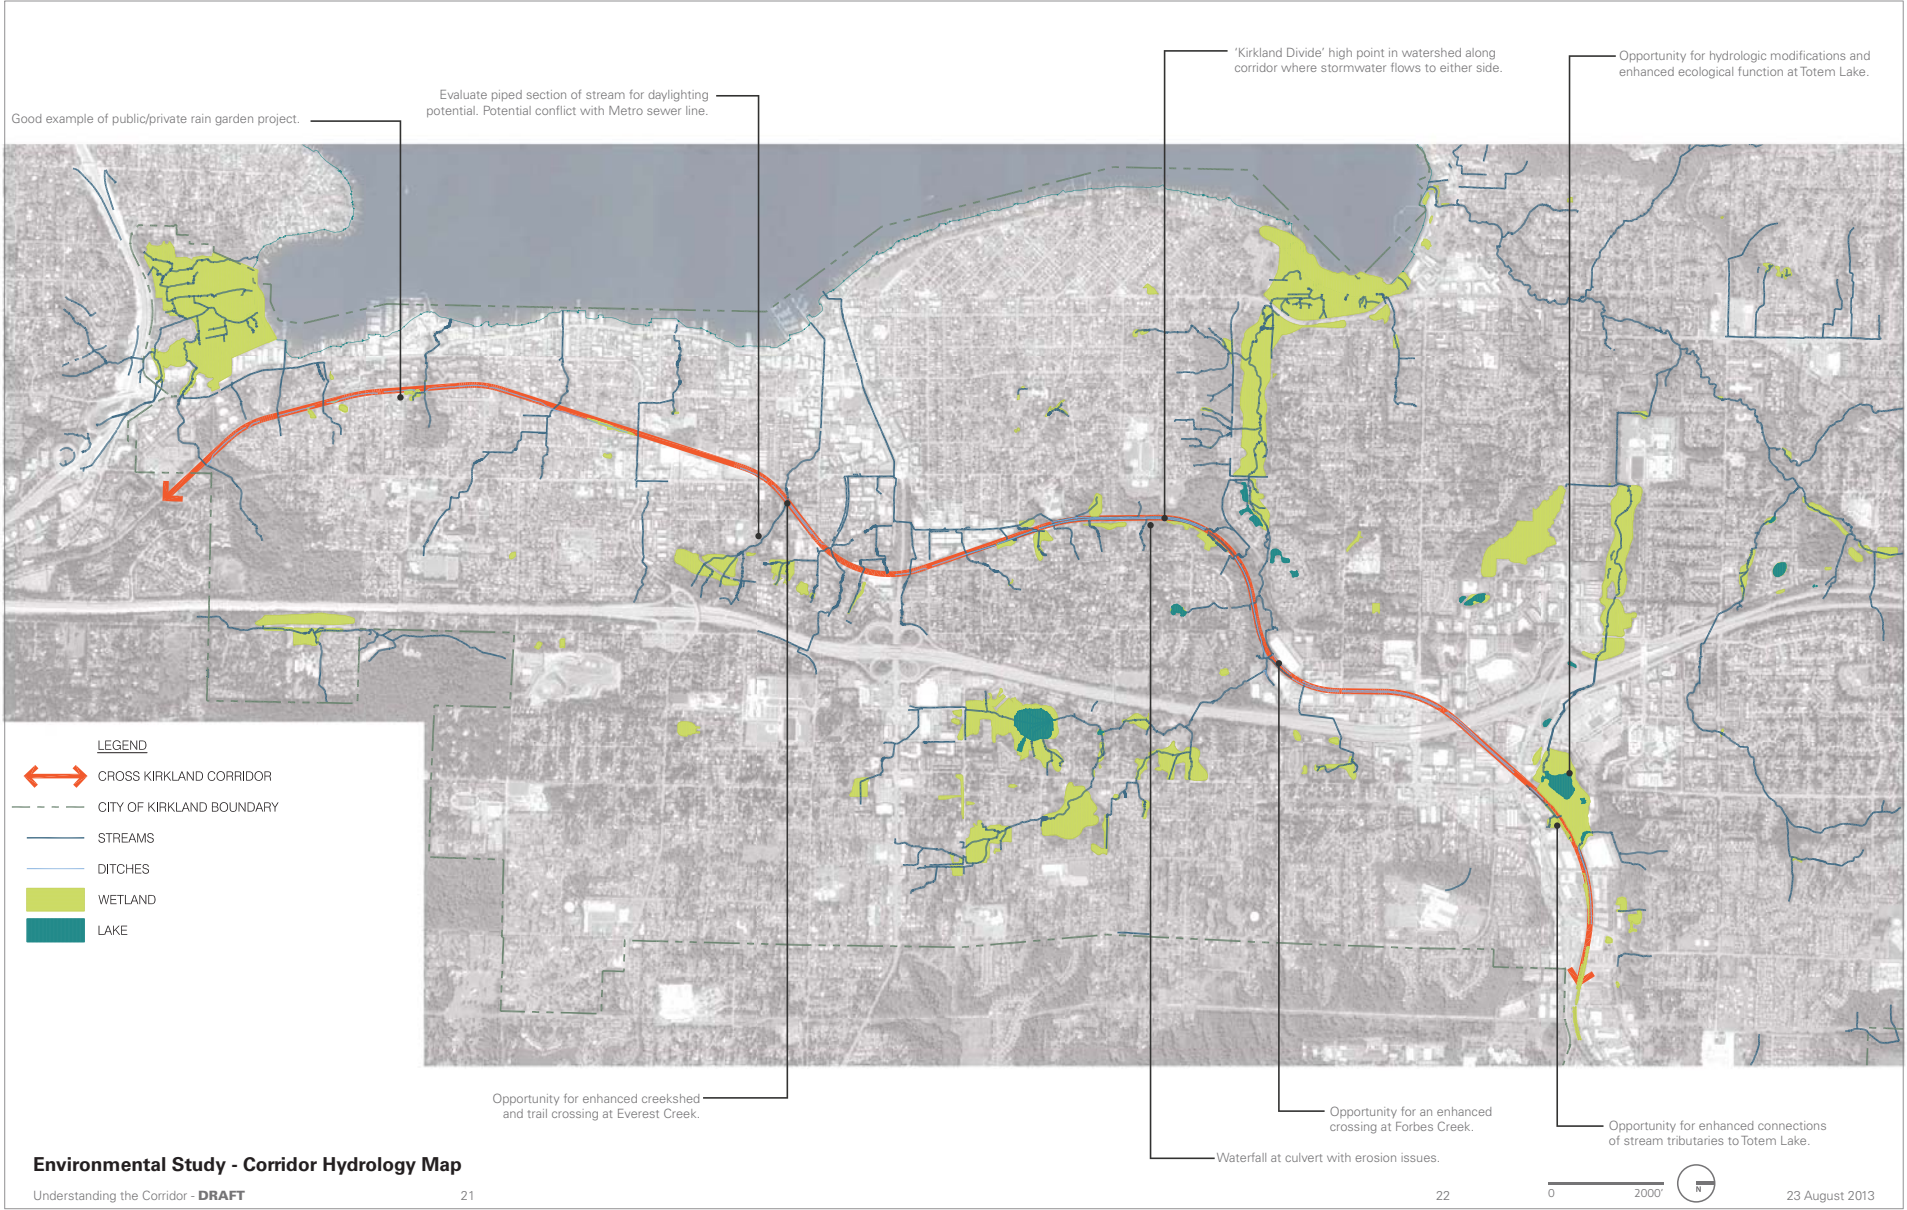 'Kirkland Divide' high point in watershed along
corridor where stormwater flows to either side.
Opportunity for hydrologic modifications and
enhanced ecological function at Totem Lake.
Evaluate piped section of stream for daylighting
potential. Potential conflict with Metro sewer line.
Good example of public/private rain garden project.
LEGEND
CROSS KIRKLAND CORRIDOR
CITY OF KIRKLAND BOUNDARY
STREAMS
DITCHES
WETLAND
LAKE
Opportunity for enhanced creekshed
and trail crossing at Everest Creek.
Opportunity for an enhanced
crossing at Forbes Creek.
Opportunity for enhanced connections
of stream tributaries to Totem Lake.
Waterfall at culvert with erosion issues.
Environmental Study - Corridor Hydrology Map
Understanding the Corridor - DRAFT
21
22
0 2000'
N
23 August 2013